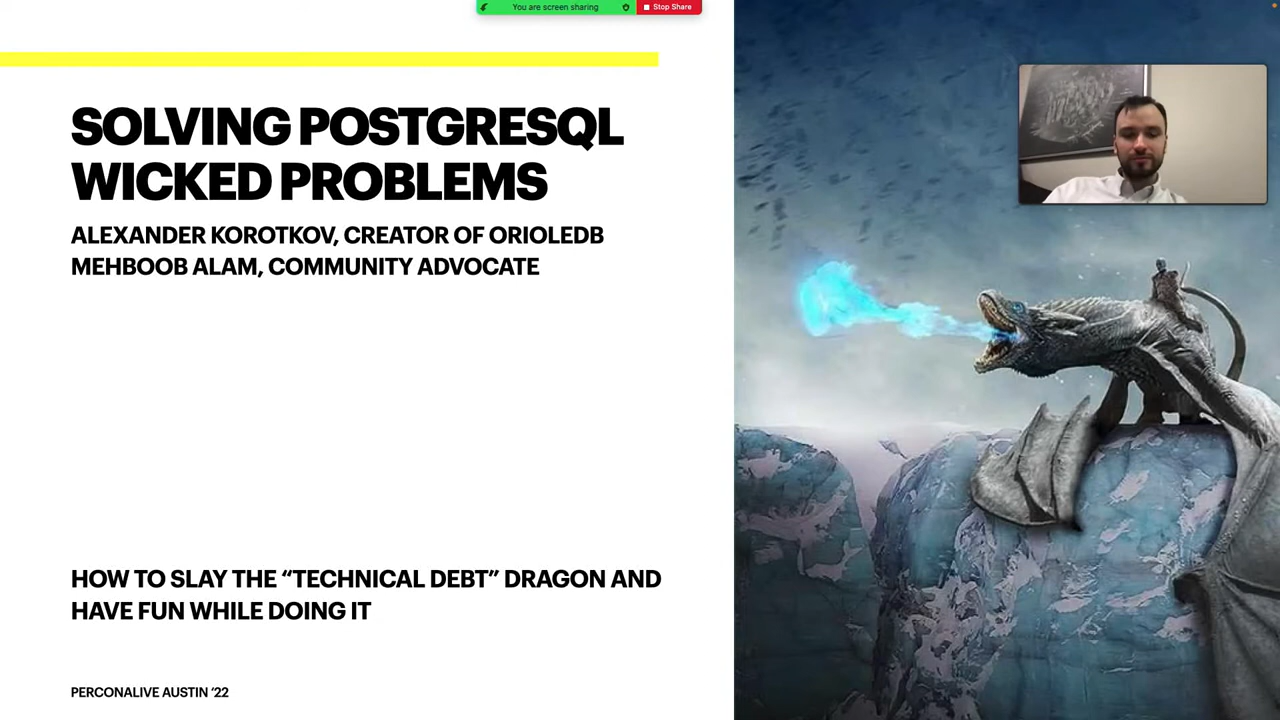 You are screen sharing
Stop Share
SOLVING POSTGRESQL
WICKED PROBLEMS
ALEXANDER KOROTKOV, CREATOR OF ORIOLEDB
MEHBOOB ALAM, COMMUNITY ADVOCATE
HOW TO SLAY THE “TECHNICAL DEBT” DRAGON AND
HAVE FUN WHILE DOING IT
PERCONALIVE AUSTIN ‘22